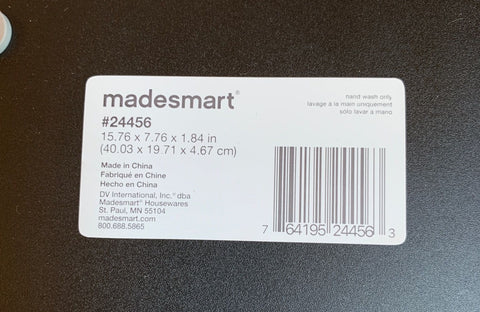 madesmart®
#24456
15.76 x 7.76 x 1.84 in
(40.03 x 19.71 x 4.67 cm)
Made in China
Fabriqué en Chine
Hecho en China
DV International, Inc.® dba
Madesmart® Housewares
St. Paul, MN 55104
madesmart.com
800.688.5865
hand wash only
lavage à la main uniquement
sólo lavar a mano
7 64195 24456 3